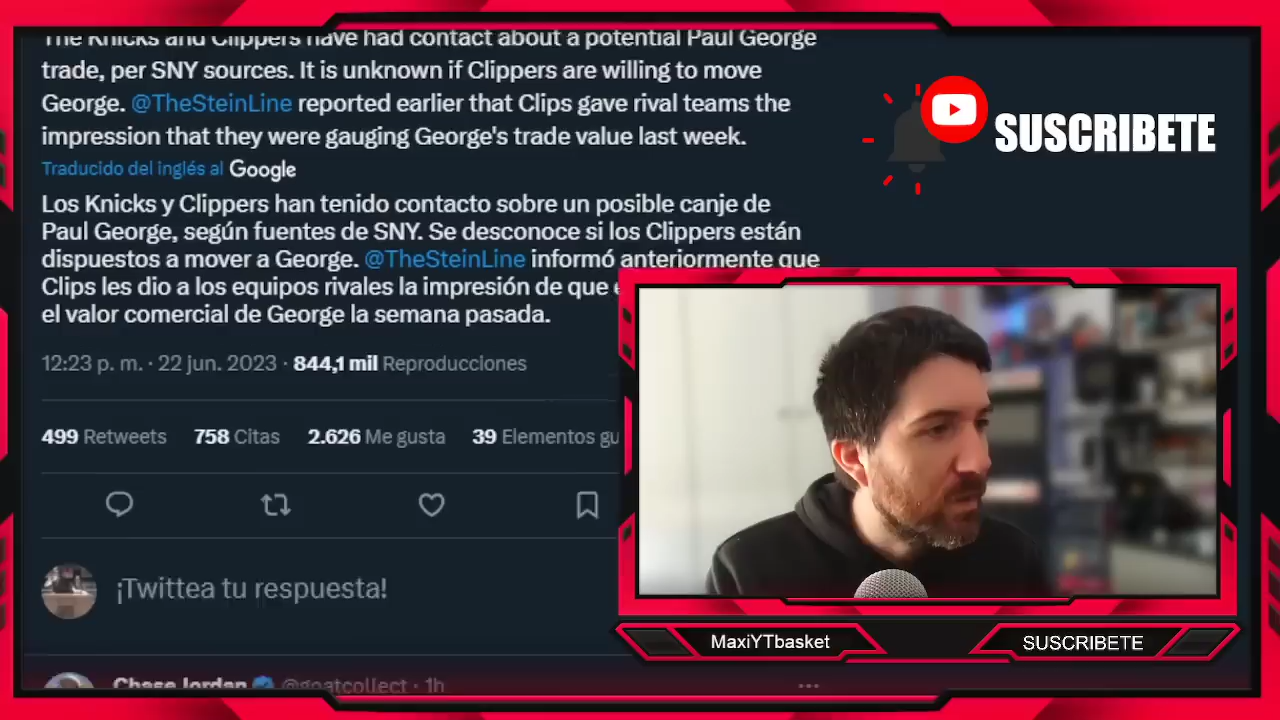 The Knicks and Clippers have had contact about a potential Paul George
trade, per SNY sources. It is unknown if Clippers are willing to move
George. @TheSteinLine reported earlier that Clips gave rival teams the
impression that they were gauging George's trade value last week.
Traducido del inglés al Google
Los Knicks y Clippers han tenido contacto sobre un posible canje de
Paul George, según fuentes de SNY. Se desconoce si los Clippers están
dispuestos a mover a George. @TheSteinLine informó anteriormente que
Clips les dio a los equipos rivales la impresión de que
el valor comercial de George la semana pasada.
12:23 p. m. · 22 jun. 2023 · 844,1 mil Reproducciones
499 Retweets 758 Citas 2.626 Me gusta 39 Elementos gu
¡Twittea tu respuesta!
Chase Jordan @goatcollect · 1h
SUSCRIBETE
MaxiYTbasket
SUSCRIBETE